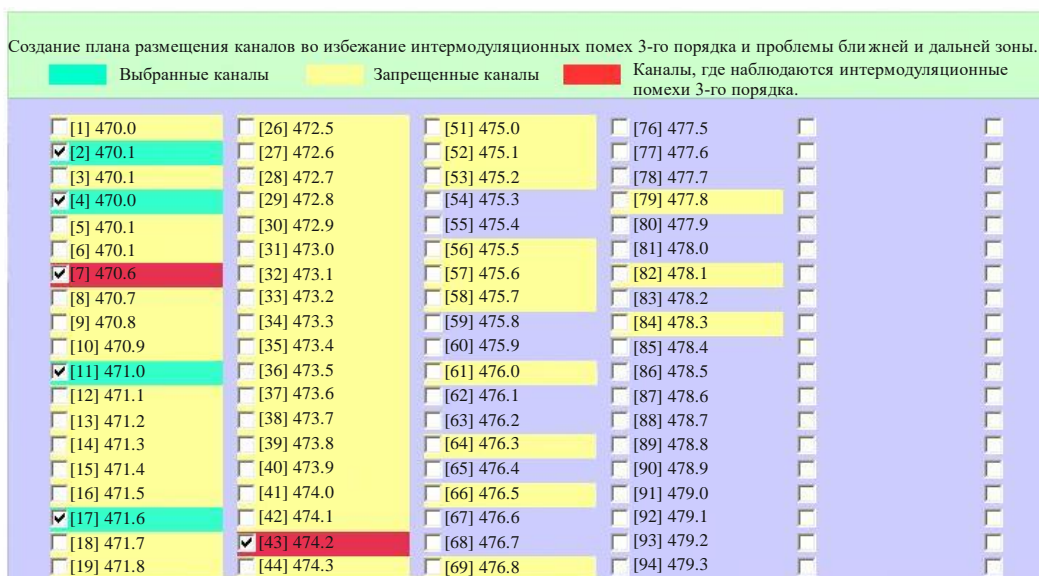 Создание плана размещения каналов во избежание интермодуляционных помех 3-го порядка и проблемы ближней и дальней зоны.
Выбранные каналы Запрещенные каналы Каналы, где наблюдаются интермодуляционные
помехи 3-го порядка.
[1] 470.0 [26] 472.5 [51] 475.0 [76] 477.5
[2] 470.1 [27] 472.6 [52] 475.1 [77] 477.6
[3] 470.1 [28] 472.7 [53] 475.2 [78] 477.7
[4] 470.0 [29] 472.8 [54] 475.3 [79] 477.8
[5] 470.1 [30] 472.9 [55] 475.4 [80] 477.9
[6] 470.1 [31] 473.0 [56] 475.5 [81] 478.0
[7] 470.6 [32] 473.1 [57] 475.6 [82] 478.1
[8] 470.7 [33] 473.2 [58] 475.7 [83] 478.2
[9] 470.8 [34] 473.3 [59] 475.8 [84] 478.3
[10] 470.9 [35] 473.4 [60] 475.9 [85] 478.4
[11] 471.0 [36] 473.5 [61] 476.0 [86] 478.5
[12] 471.1 [37] 473.6 [62] 476.1 [87] 478.6
[13] 471.2 [38] 473.7 [63] 476.2 [88] 478.7
[14] 471.3 [39] 473.8 [64] 476.3 [89] 478.8
[15] 471.4 [40] 473.9 [65] 476.4 [90] 478.9
[16] 471.5 [41] 474.0 [66] 476.5 [91] 479.0
[17] 471.6 [42] 474.1 [67] 476.6 [92] 479.1
[18] 471.7 [43] 474.2 [68] 476.7 [93] 479.2
[19] 471.8 [44] 474.3 [69] 476.8 [94] 479.3